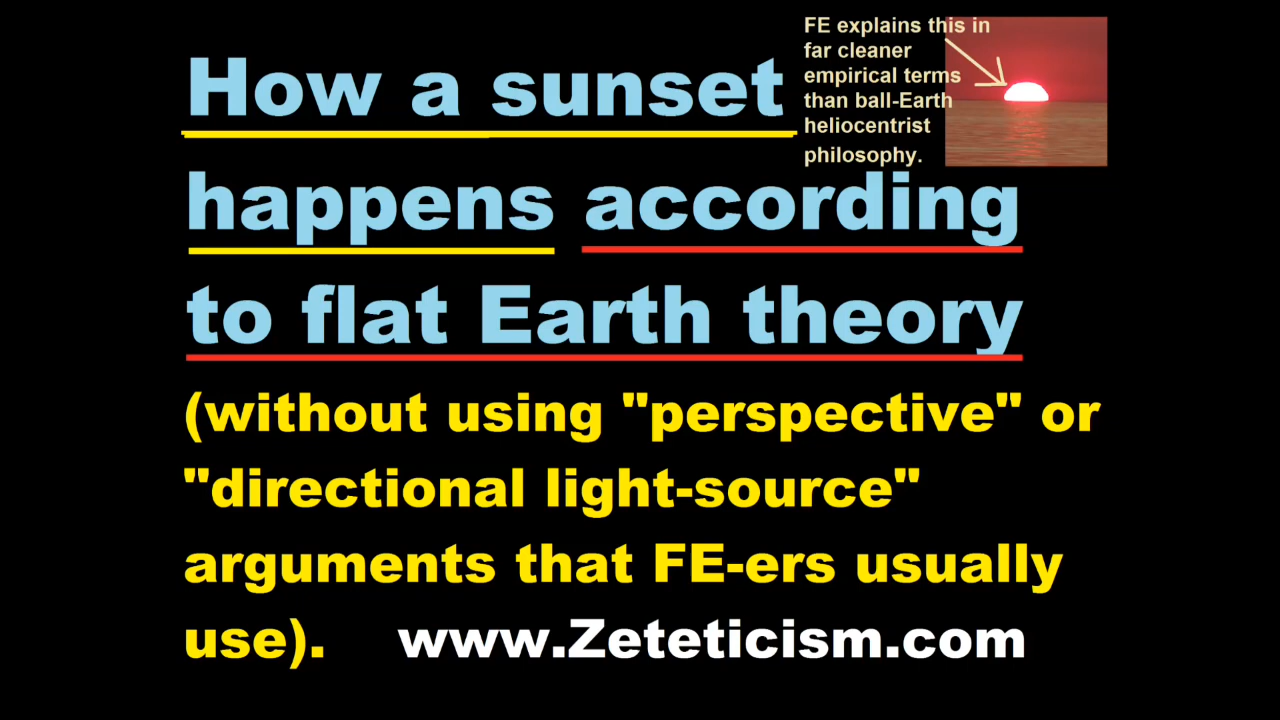 How a sunset
happens according
to flat Earth theory
FE explains this in
far cleaner
empirical terms
than ball-Earth
heliocentrist
philosophy.
(without using "perspective" or
"directional light-source"
arguments that FE-ers usually
use). www.Zeteticism.com